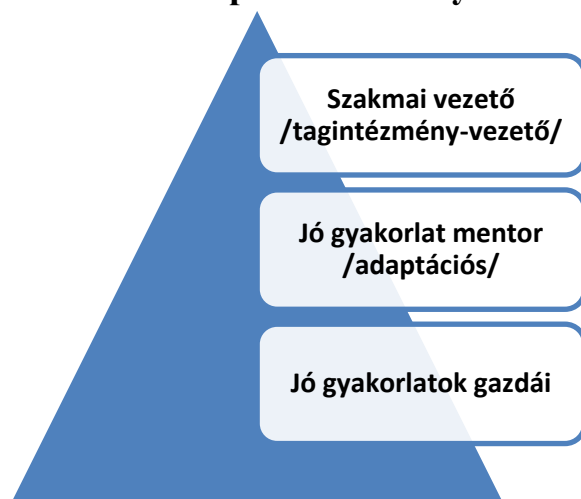 Szakmai vezető
/tagintézmény-vezető/
Jó gyakorlat mentor
/adaptációs/
Jó gyakorlatok gazdái